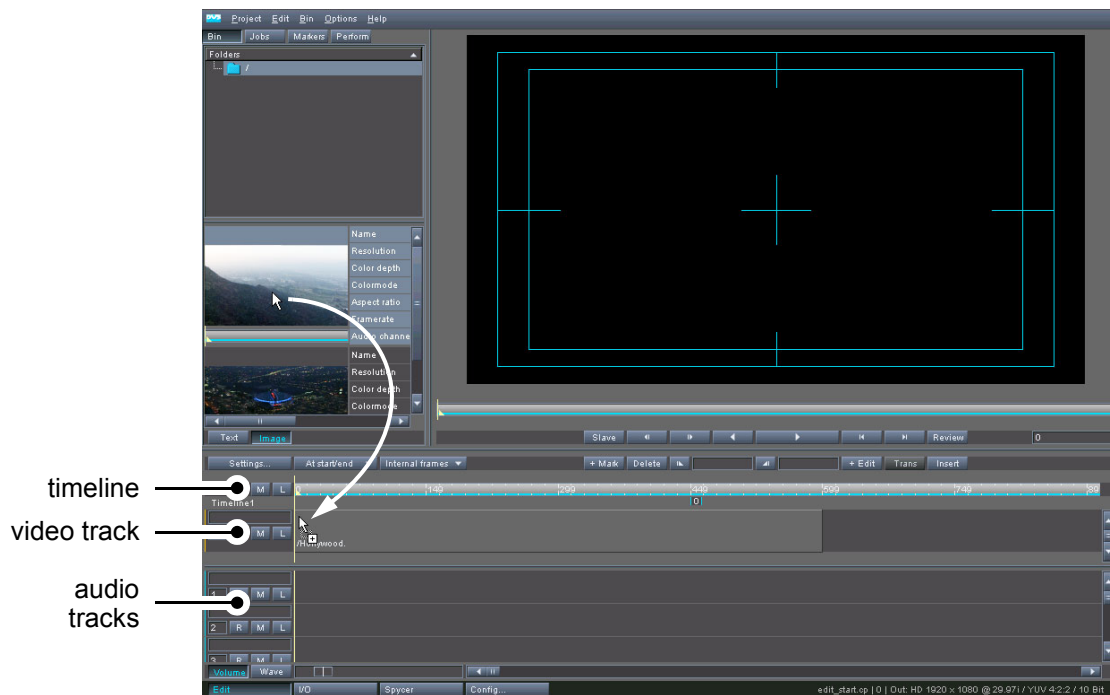 DVS Project Edit Bin Options Help
Bin Jobs Markers Perform
Folders
/
Name
Resolution
Color depth
Colormode
Aspect ratio
Framerate
Audio channe
Name
Resolution
Color depth
Colormode
Text Image
Slave Review 0
Settings... At start/end Internal frames + Mark Delete + Edit Trans Insert
timeline
M L 0 149 299 449 599 749 89
Timeline1 0
video track
M L
/Hollywood.
audio
tracks
1 R M L
2 R M L
3 R M L
Volume Wave
Edit I/O Spycer Config... edit_start.cp | 0 | Out: HD 1920 x 1080 @ 29.97i / YUV 4:2:2 / 10 Bit